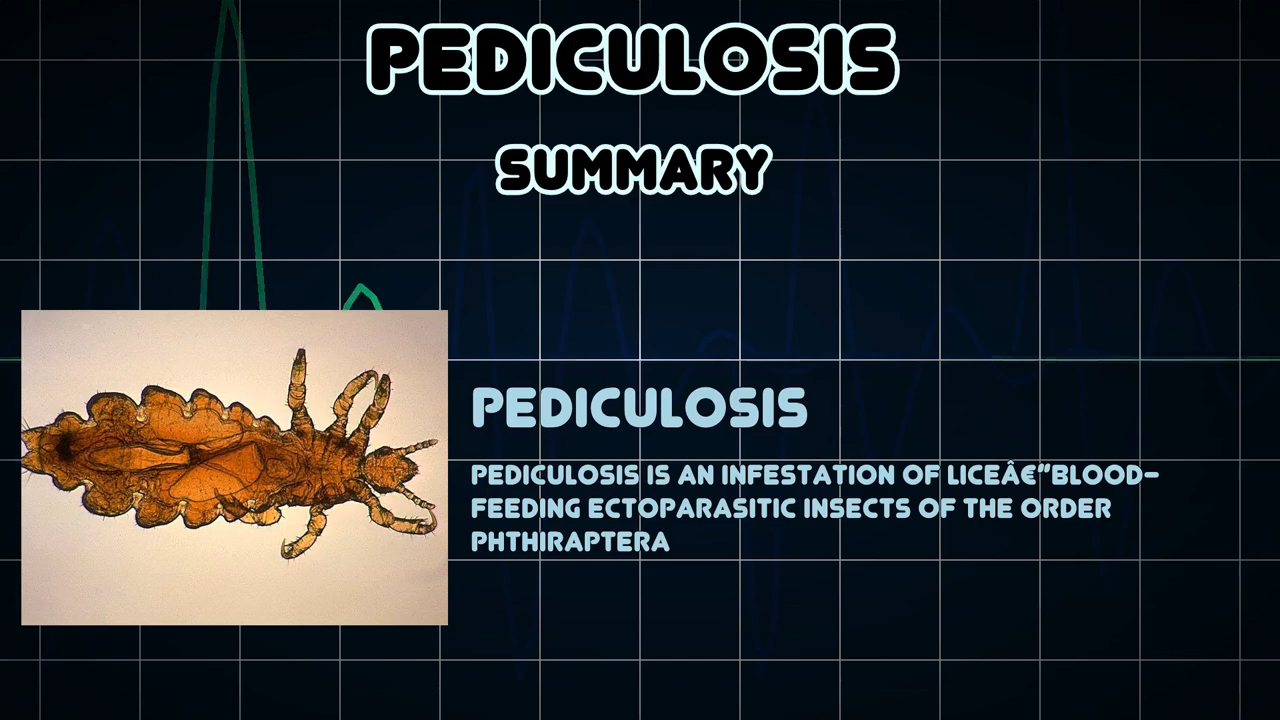 PEDICULOSIS
SUMMARY
PEDICULOSIS
PEDICULOSIS IS AN INFESTATION OF LICEÂ€“BLOOD-
FEEDING ECTOPARASITIC INSECTS OF THE ORDER
PHTHIRAPTERA